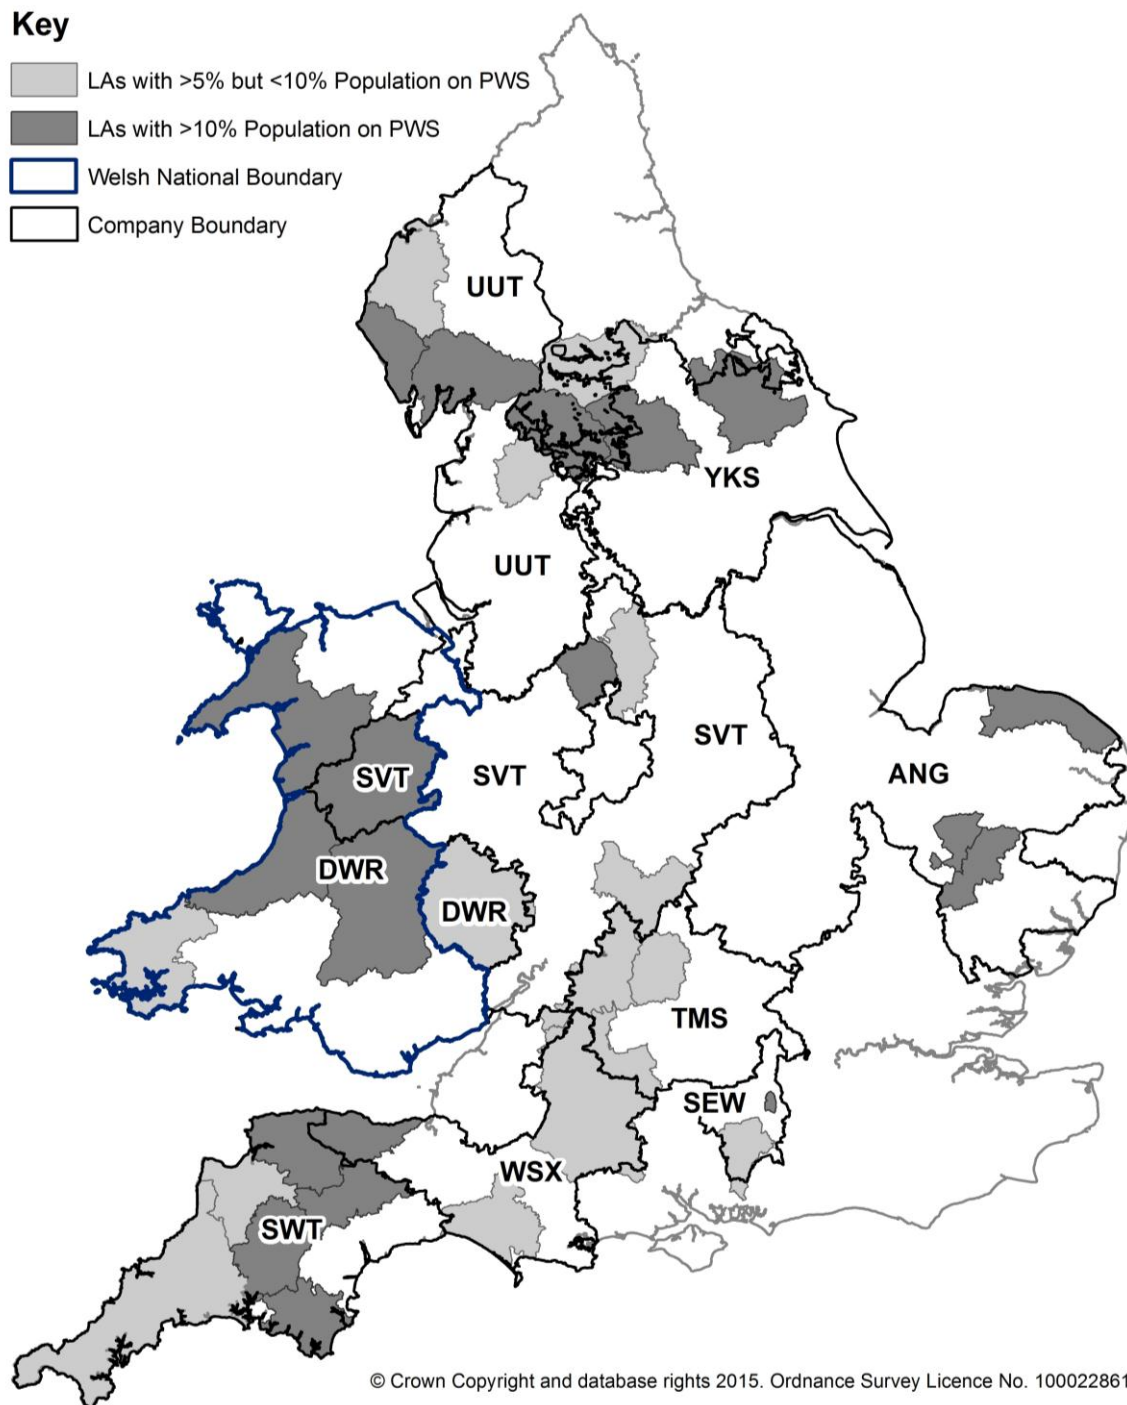 Key
LAs with >5% but <10% Population on PWS
LAs with >10% Population on PWS
Welsh National Boundary
Company Boundary
UUT
YKS
UUT
SVT
ANG
SVT
SVT
DWR
DWR
TMS
SEW
WSX
SWT
© Crown Copyright and database rights 2015. Ordnance Survey Licence No. 100022861